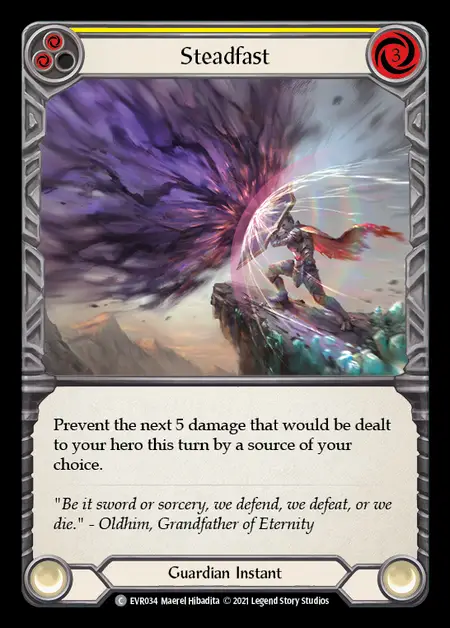 Steadfast
3
Prevent the next 5 damage that would be dealt
to your hero this turn by a source of your
choice.
"Be it sword or sorcery, we defend, we defeat, or we
die." - Oldhim, Grandfather of Eternity
Guardian Instant
C EVR034 Maerel Hibadita © 2021 Legend Story Studios